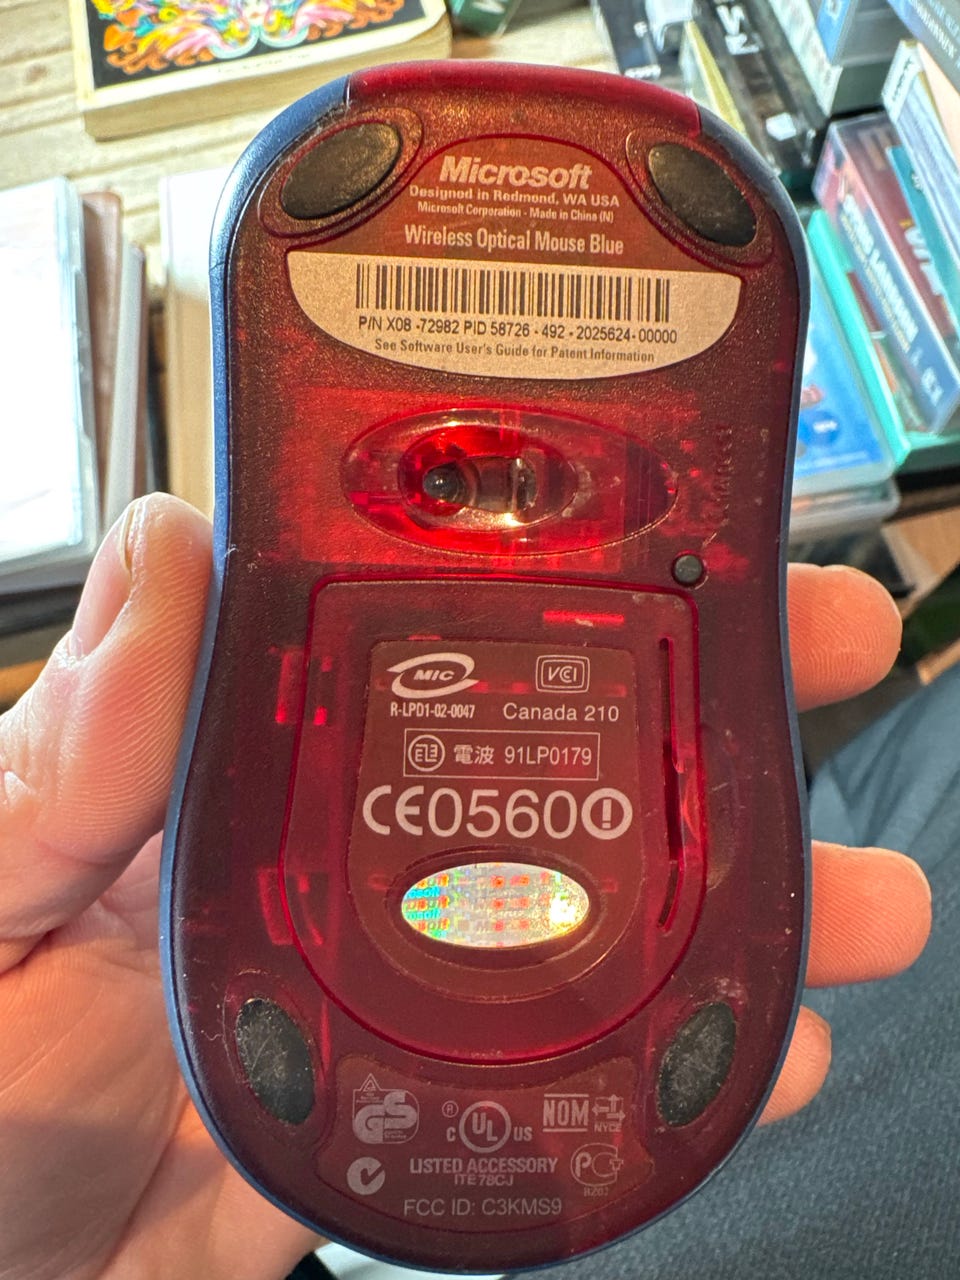 Microsoft
Designed in Redmond, WA USA
Microsoft Corporation - Made in China (N)
Wireless Optical Mouse Blue
P/N X08 -72982 PID 58726 - 492 - 2025624- 00000
See Software User's Guide for Patent Information
MIC
VCI
R-LPD1-02-0047
Canada 210
電波 91LP0179
CE0560
GS
®
C UL US
NOM
NYCE
LISTED ACCESSORY
ITE 78CJ
FCC ID: C3KMS9